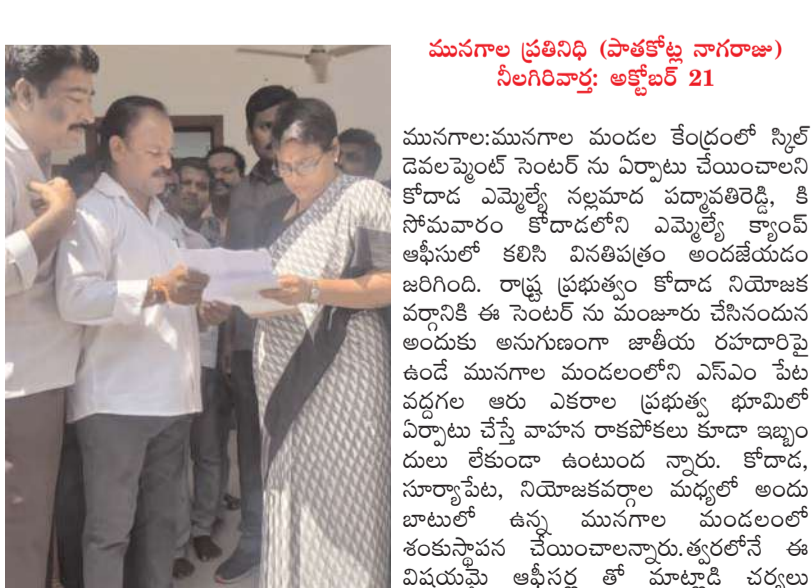 మునగాల ప్రతినిధి (పాతకోట్ల నాగరాజు)
నీలగిరివార్త: అక్టోబర్ 21
మునగాల:మునగాల మండల కేంద్రంలో స్కిల్
డెవలప్మెంట్ సెంటర్ ను ఏర్పాటు చేయించాలని
కోదాడ ఎమ్మెల్యే నల్లమాద పద్మావతిరెడ్డి, కి
సోమవారం కోదాడలోని ఎమ్మెల్యే క్యాంప్
ఆఫీసులో కలిసి వినతిపత్రం అందజేయడం
జరిగింది. రాష్ట్ర ప్రభుత్వం కోదాడ నియోజక
వర్గానికి ఈ సెంటర్ ను మంజూరు చేసినందున
అందుకు అనుగుణంగా జాతీయ రహదారిపై
ఉండే మునగాల మండలంలోని ఎస్ఎం పేట
వద్దగల ఆరు ఎకరాల ప్రభుత్వ భూమిలో
ఏర్పాటు చేస్తే వాహన రాకపోకలు కూడా ఇబ్బం
దులు లేకుండా ఉంటుంద న్నారు. కోదాడ,
సూర్యాపేట, నియోజకవర్గాల మధ్యలో అందు
బాటులో ఉన్న మునగాల మండలంలో
శంకుస్థాపన చేయించాలన్నారు.త్వరలోనే ఈ
విషయమై ఆఫీసర్ల తో మాట్లాడి చర్యలు